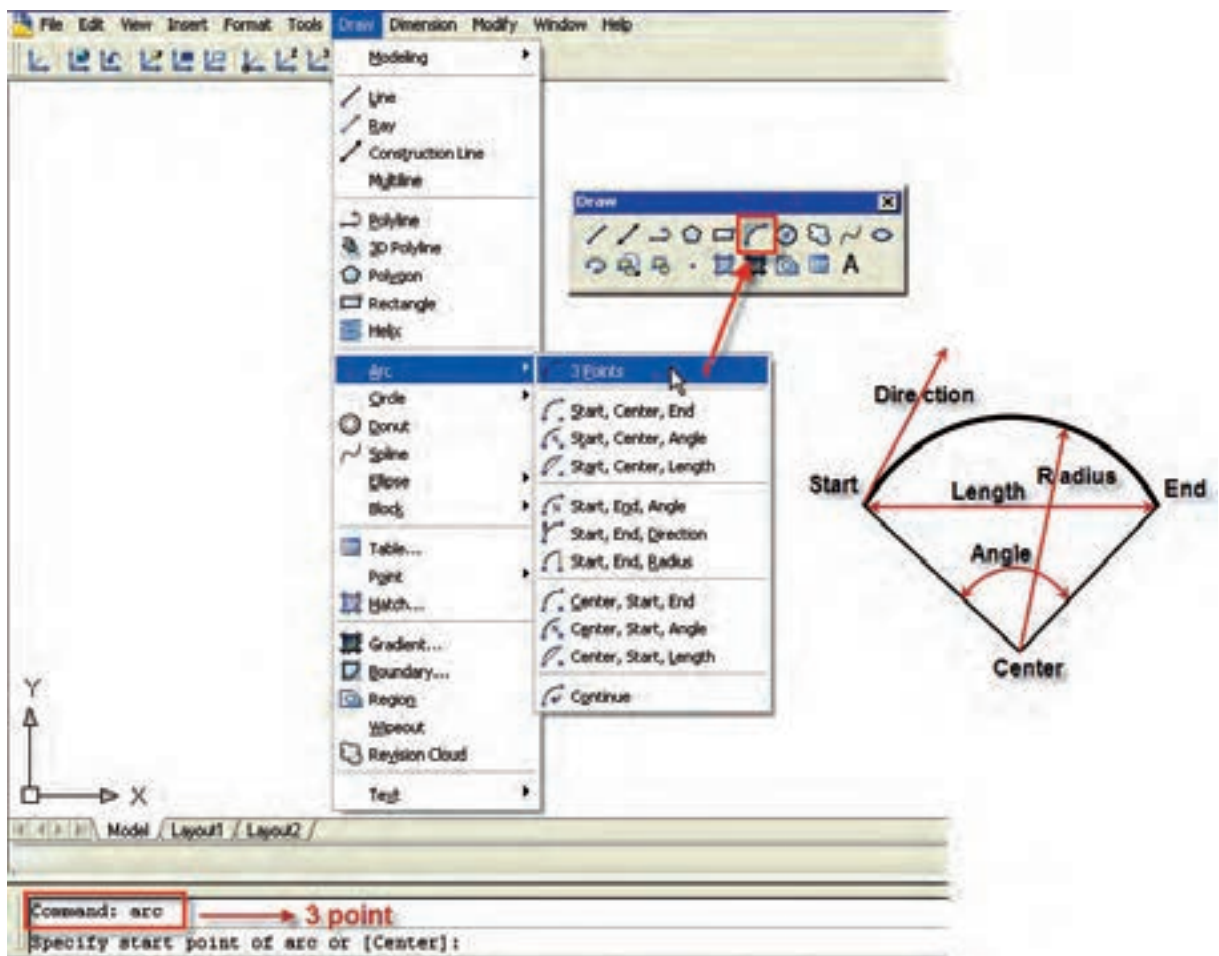 File Edit View Insert Format Tools Draw Dimension Modify Window Help
Modeling
Line
Ray
Construction Line
Multiline
Polyline
3D Polyline
Polygon
Rectangle
Helix
Arc
Circle
Donut
Spline
Ellipse
Block
Table...
Point
Hatch...
Gradient...
Boundary...
Region
Wipeout
Revision Cloud
Text
Draw
A
3 Points
Start, Center, End
Start, Center, Angle
Start, Center, Length
Start, End, Angle
Start, End, Direction
Start, End, Radius
Center, Start, End
Center, Start, Angle
Center, Start, Length
Continue
Direction
Start
Length
Radius
End
Angle
Center
Y
X
Model / Layout1 / Layout2 /
Command: arc
3 point
Specify start point of arc or [Center]: